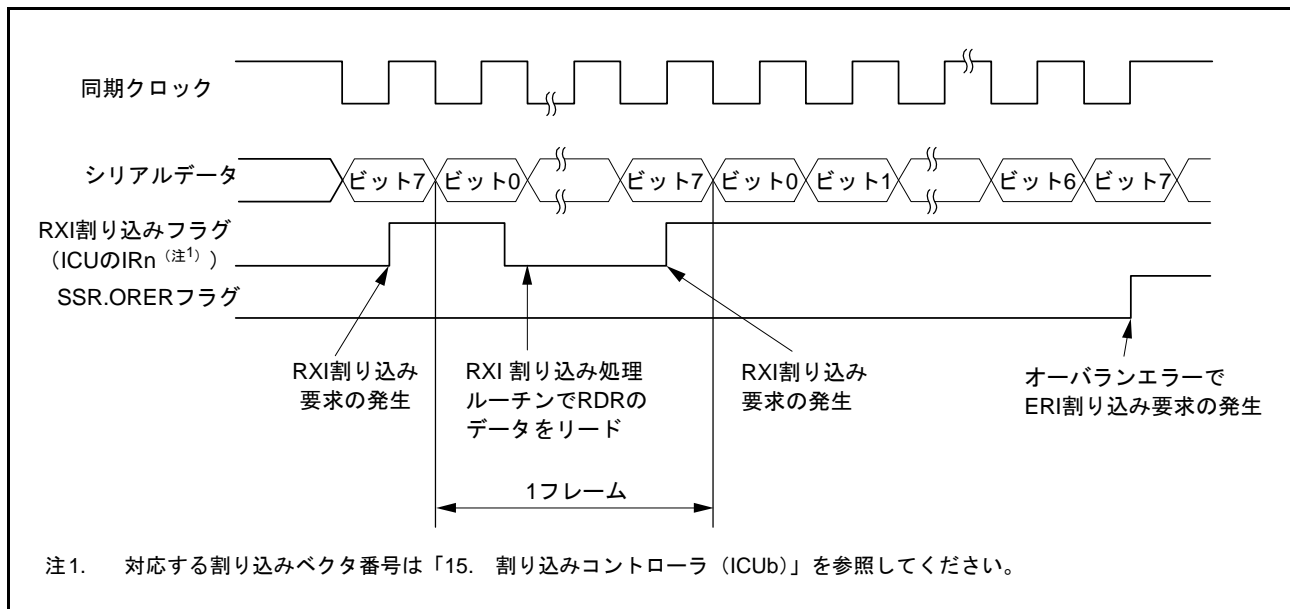 同期クロック
シリアルデータ
ビット7 ビット0 ビット7 ビット0 ビット1 ビット6 ビット7
RXI割り込みフラグ
(ICUのIRn (注1) )
SSR.ORERフラグ
RXI割り込み
要求の発生
RXI 割り込み処理
ルーチンでRDRの
データをリード
RXI割り込み
要求の発生
オーバランエラーで
ERI割り込み要求の発生
1フレーム
注1. 対応する割り込みベクタ番号は「15. 割り込みコントローラ (ICUb)」を参照してください。